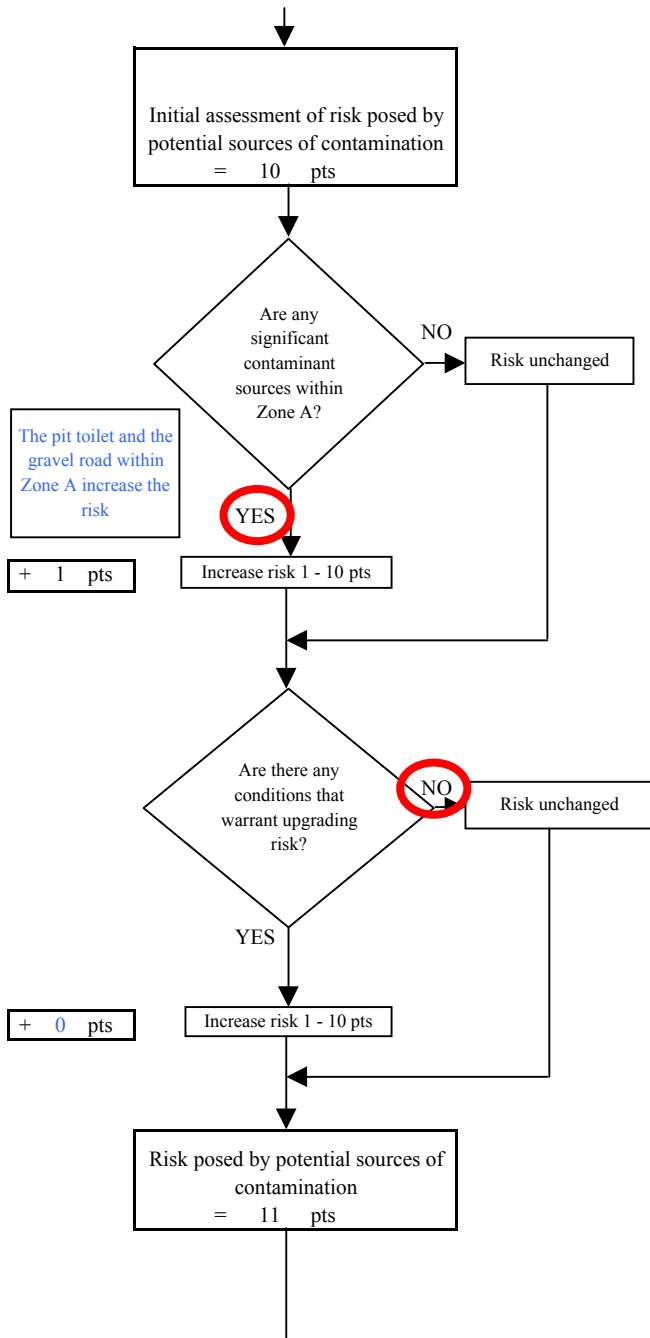 Initial assessment of risk posed by
potential sources of contamination
= 10 pts
Are any
significant
contaminant
sources within
Zone A?
NO
Risk unchanged
The pit toilet and the
gravel road within
Zone A increase the
risk
YES
+ 1 pts
Increase risk 1 - 10 pts
Are there any
conditions that
warrant upgrading
risk?
NO
Risk unchanged
YES
+ 0 pts
Increase risk 1 - 10 pts
Risk posed by potential sources of
contamination
= 11 pts